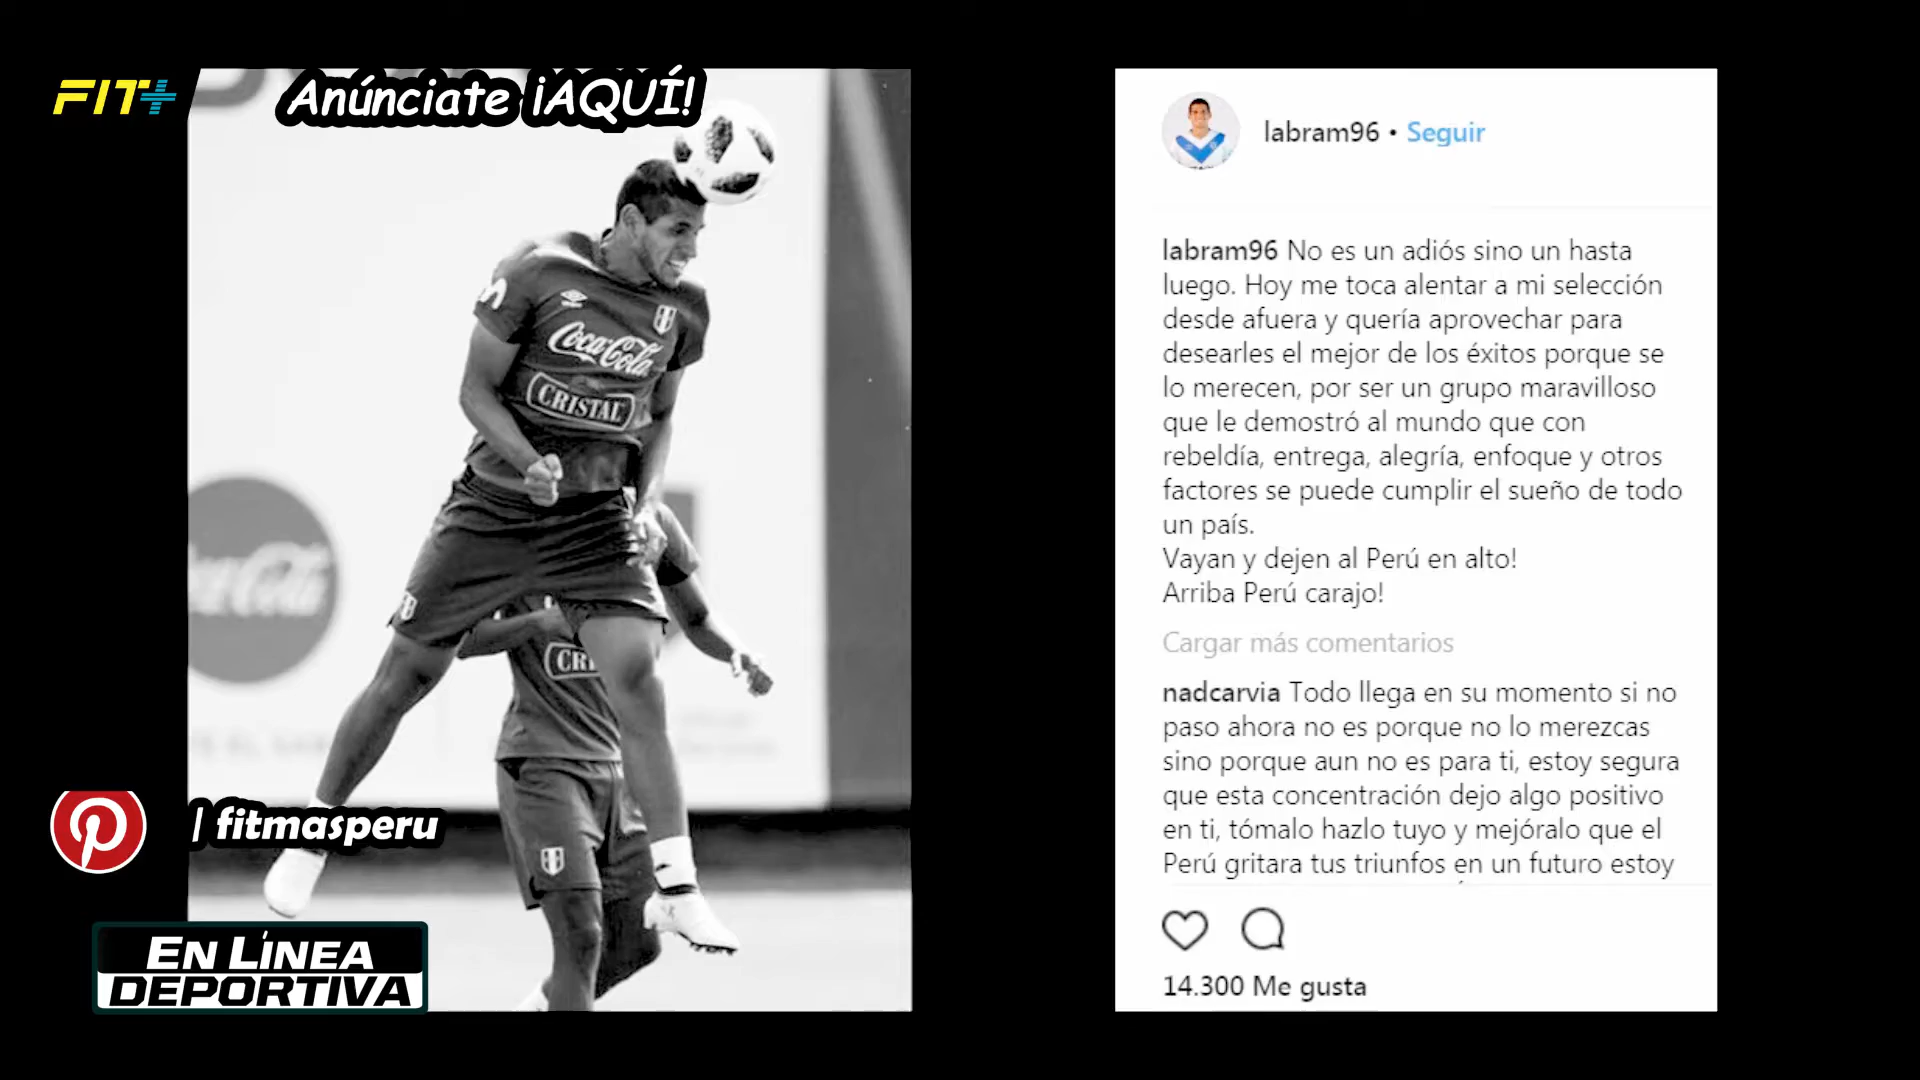 FIT+
Anúnciate ¡AQUÍ!
Coca-Cola
CRISTAL
Coca-Cola
| fitmasperu
EN LÍNEA
DEPORTIVA
labram96 • Seguir
labram96 No es un adiós sino un hasta
luego. Hoy me toca alentar a mi selección
desde afuera y quería aprovechar para
desearles el mejor de los éxitos porque se
lo merecen, por ser un grupo maravilloso
que le demostró al mundo que con
rebeldía, entrega, alegría, enfoque y otros
factores se puede cumplir el sueño de todo
un país.
Vayan y dejen al Perú en alto!
Arriba Perú carajo!
Cargar más comentarios
nadcarvia Todo llega en su momento si no
paso ahora no es porque no lo merezcas
sino porque aun no es para ti, estoy segura
que esta concentración dejo algo positivo
en ti, tómalo hazlo tuyo y mejóralo que el
Perú gritara tus triunfos en un futuro estoy
14.300 Me gusta